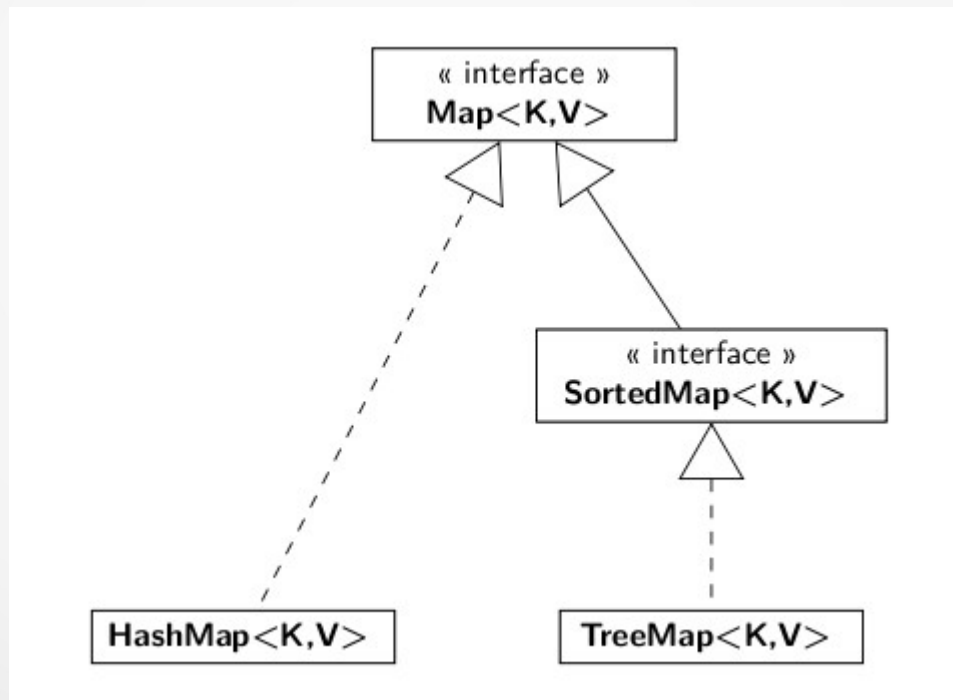 « interface »
Map<K,V>
« interface »
SortedMap<K,V>
HashMap<K,V>
TreeMap<K,V>